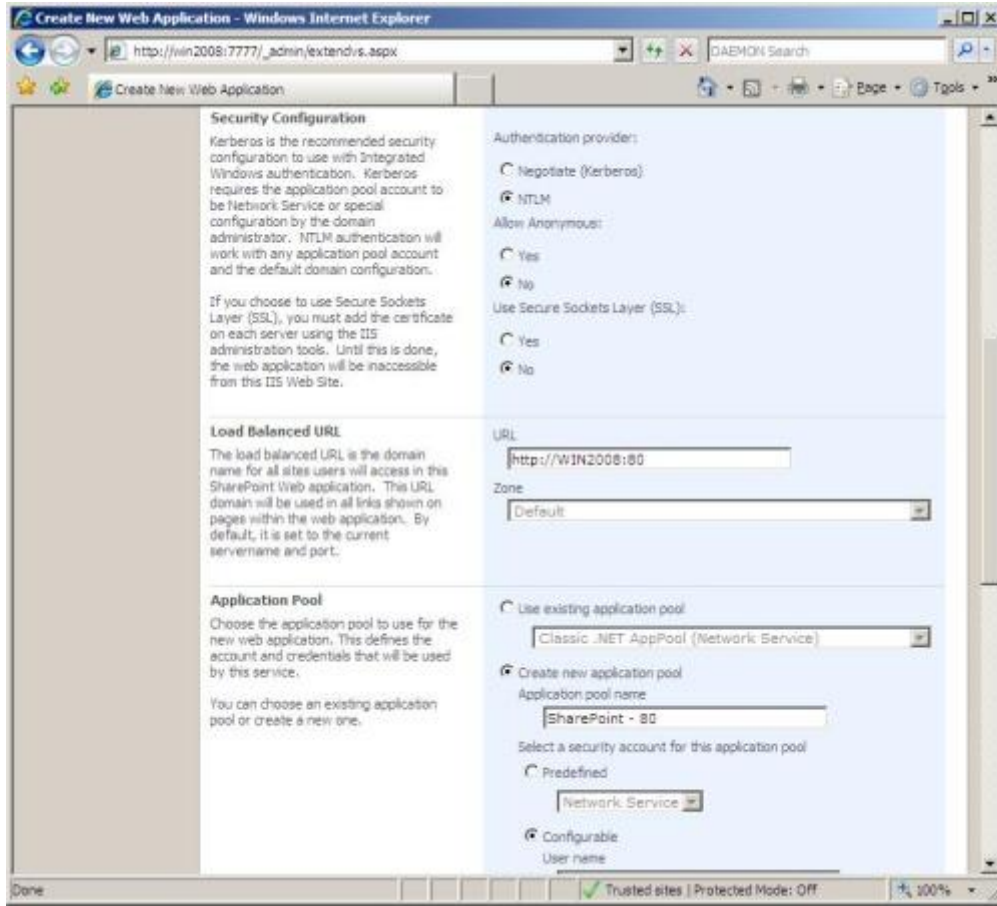 Create New Web Application - Windows Internet Explorer
http://win2008:7777/_admin/extendvs.aspx
DAEMON Search
Create New Web Application
Page
Tools
Security Configuration
Kerberos is the recommended security
configuration to use with Integrated
Windows authentication. Kerberos
requires the application pool account to
be Network Service or special
configuration by the domain
administrator. NTLM authentication will
work with any application pool account
and the default domain configuration.
If you choose to use Secure Sockets
Layer (SSL), you must add the certificate
on each server using the IIS
administration tools. Until this is done,
the web application will be inaccessible
from this IIS Web Site.
Authentication provider:
Negotiate (Kerberos)
NTLM
Allow Anonymous:
Yes
No
Use Secure Sockets Layer (SSL):
Yes
No
Load Balanced URL
The load balanced URL is the domain
name for all sites users will access in this
SharePoint Web application. This URL
domain will be used in all links shown on
pages within the web application. By
default, it is set to the current
servername and port.
URL
http://WIN2008:80
Zone
Default
Application Pool
Choose the application pool to use for the
new web application. This defines the
account and credentials that will be used
by this service.
You can choose an existing application
pool or create a new one.
Use existing application pool
Classic .NET AppPool (Network Service)
Create new application pool
Application pool name
SharePoint - 80
Select a security account for this application pool
Predefined
Network Service
Configurable
User name
Done
Trusted sites | Protected Mode: Off
100%